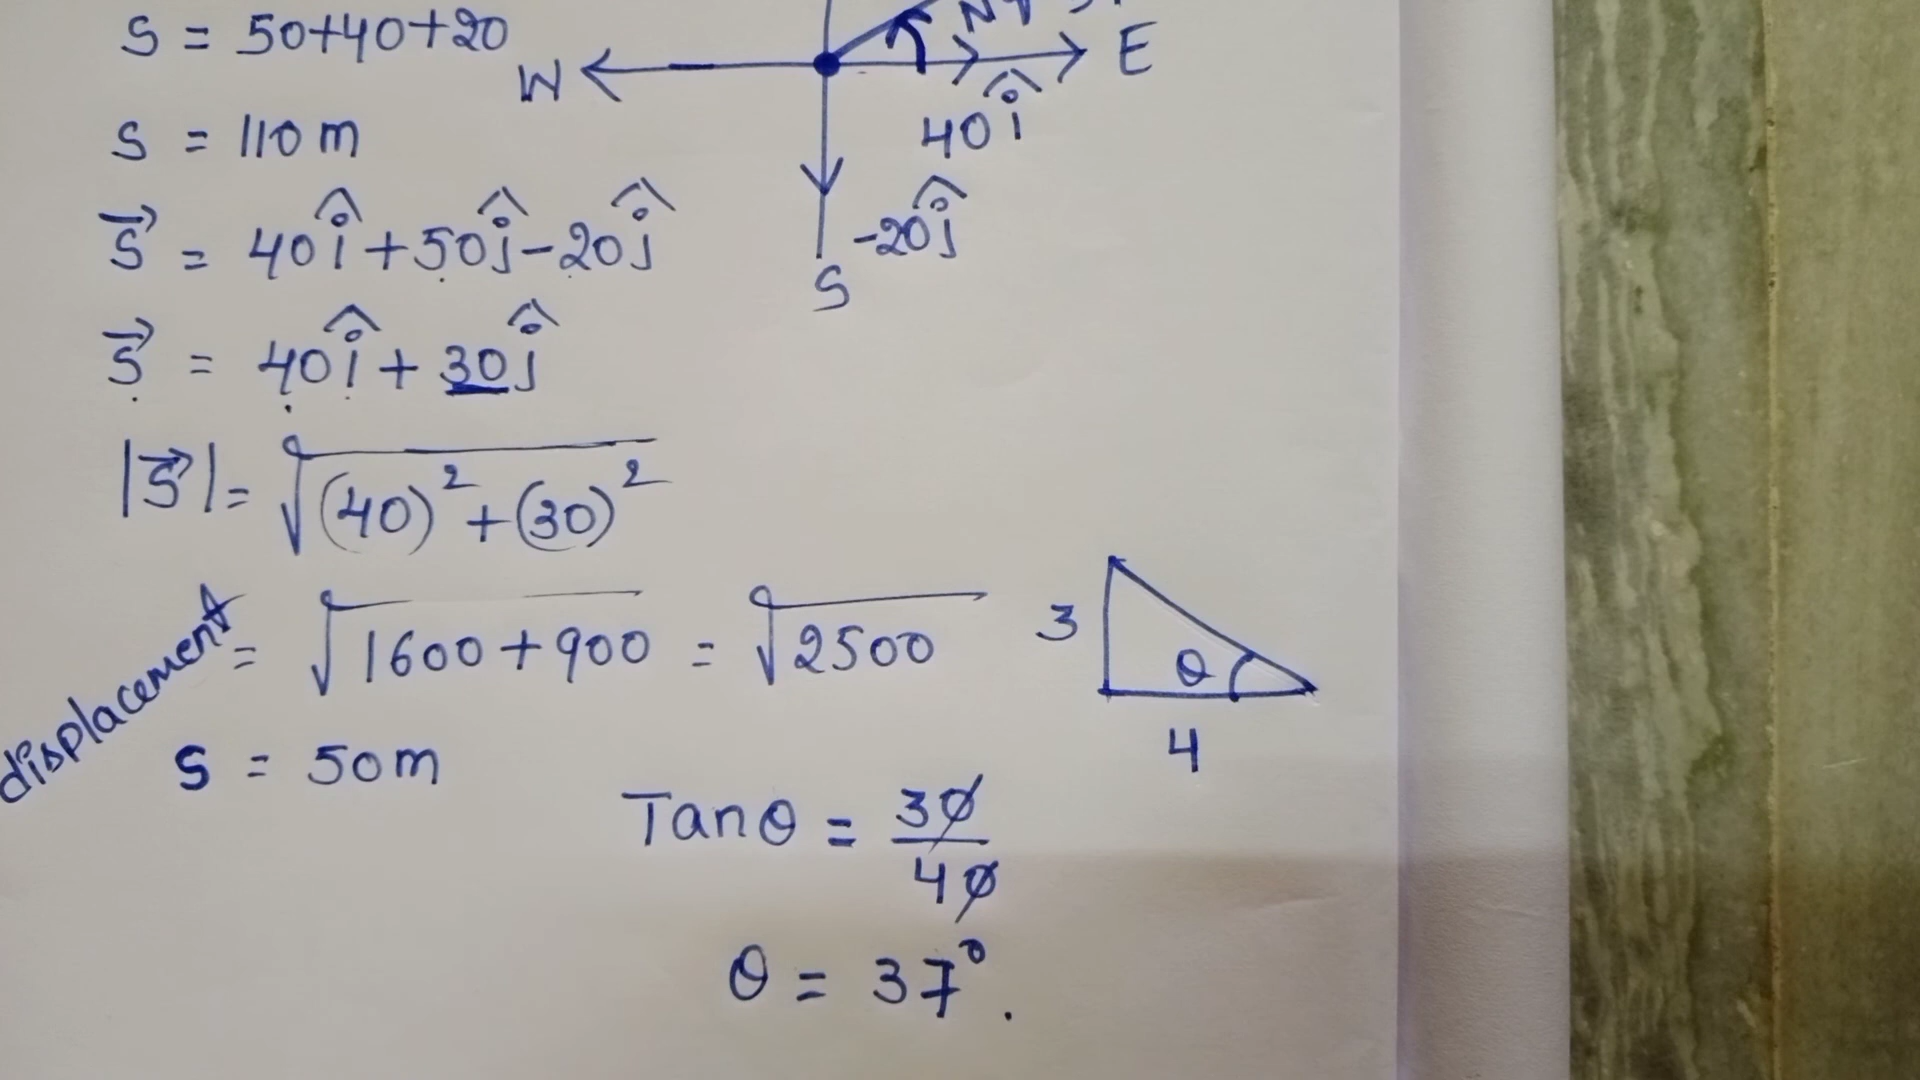 S = 50+40+20
W
E
40î
S = 110 m
-20ĵ
S
S⃗ = 40î+50ĵ-20ĵ
S⃗ = 40î+30ĵ
|S⃗| = √(40)²+(30)²
displacement
= √1600+900 = √2500
3
θ
4
S = 50m
Tanθ = 30/40
θ = 37°.